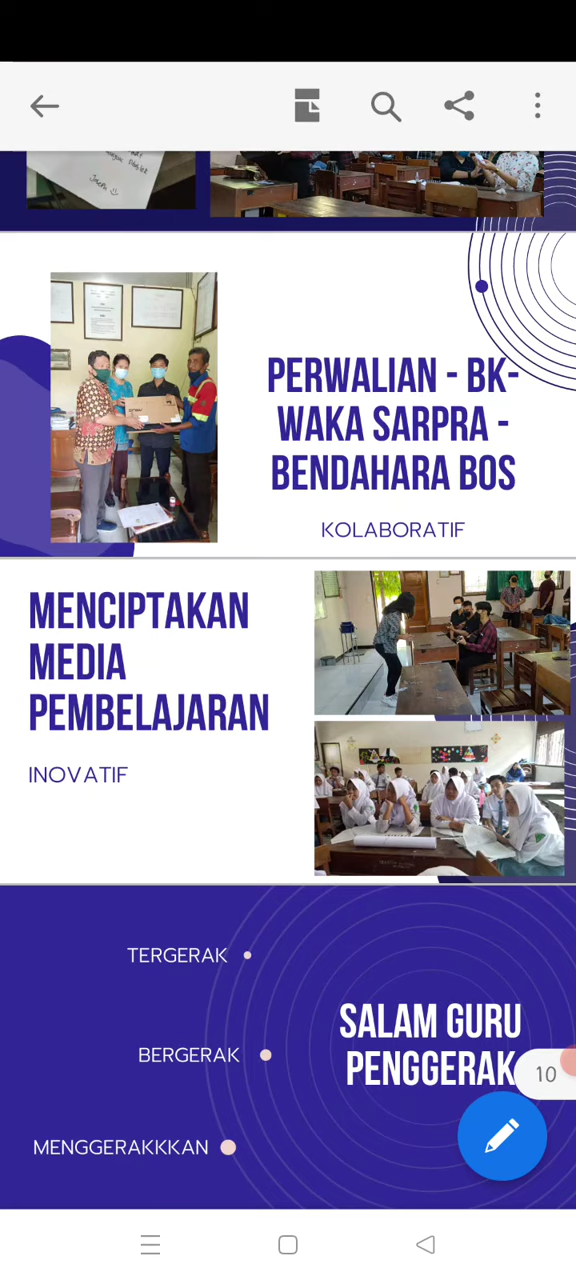 PERWALIAN - BK-
WAKA SARPRA -
BENDAHARA BOS
KOLABORATIF
MENCIPTAKAN
MEDIA
PEMBELAJARAN
INOVATIF
TERGERAK
BERGERAK
MENGGERAKKKAN
SALAM GURU
PENGGERAK
10